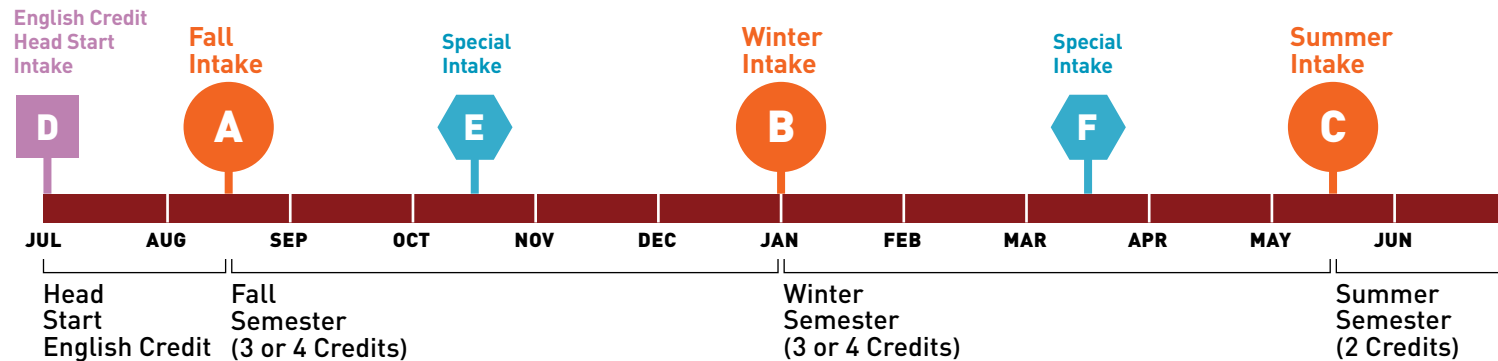 English Credit
Head Start
Intake
Fall
Intake
Special
Intake
Winter
Intake
Special
Intake
Summer
Intake
D
A
E
B
F
C
JUL AUG SEP OCT NOV DEC JAN FEB MAR APR MAY JUN
Head
Start
English Credit
Fall
Semester
(3 or 4 Credits)
Winter
Semester
(3 or 4 Credits)
Summer
Semester
(2 Credits)